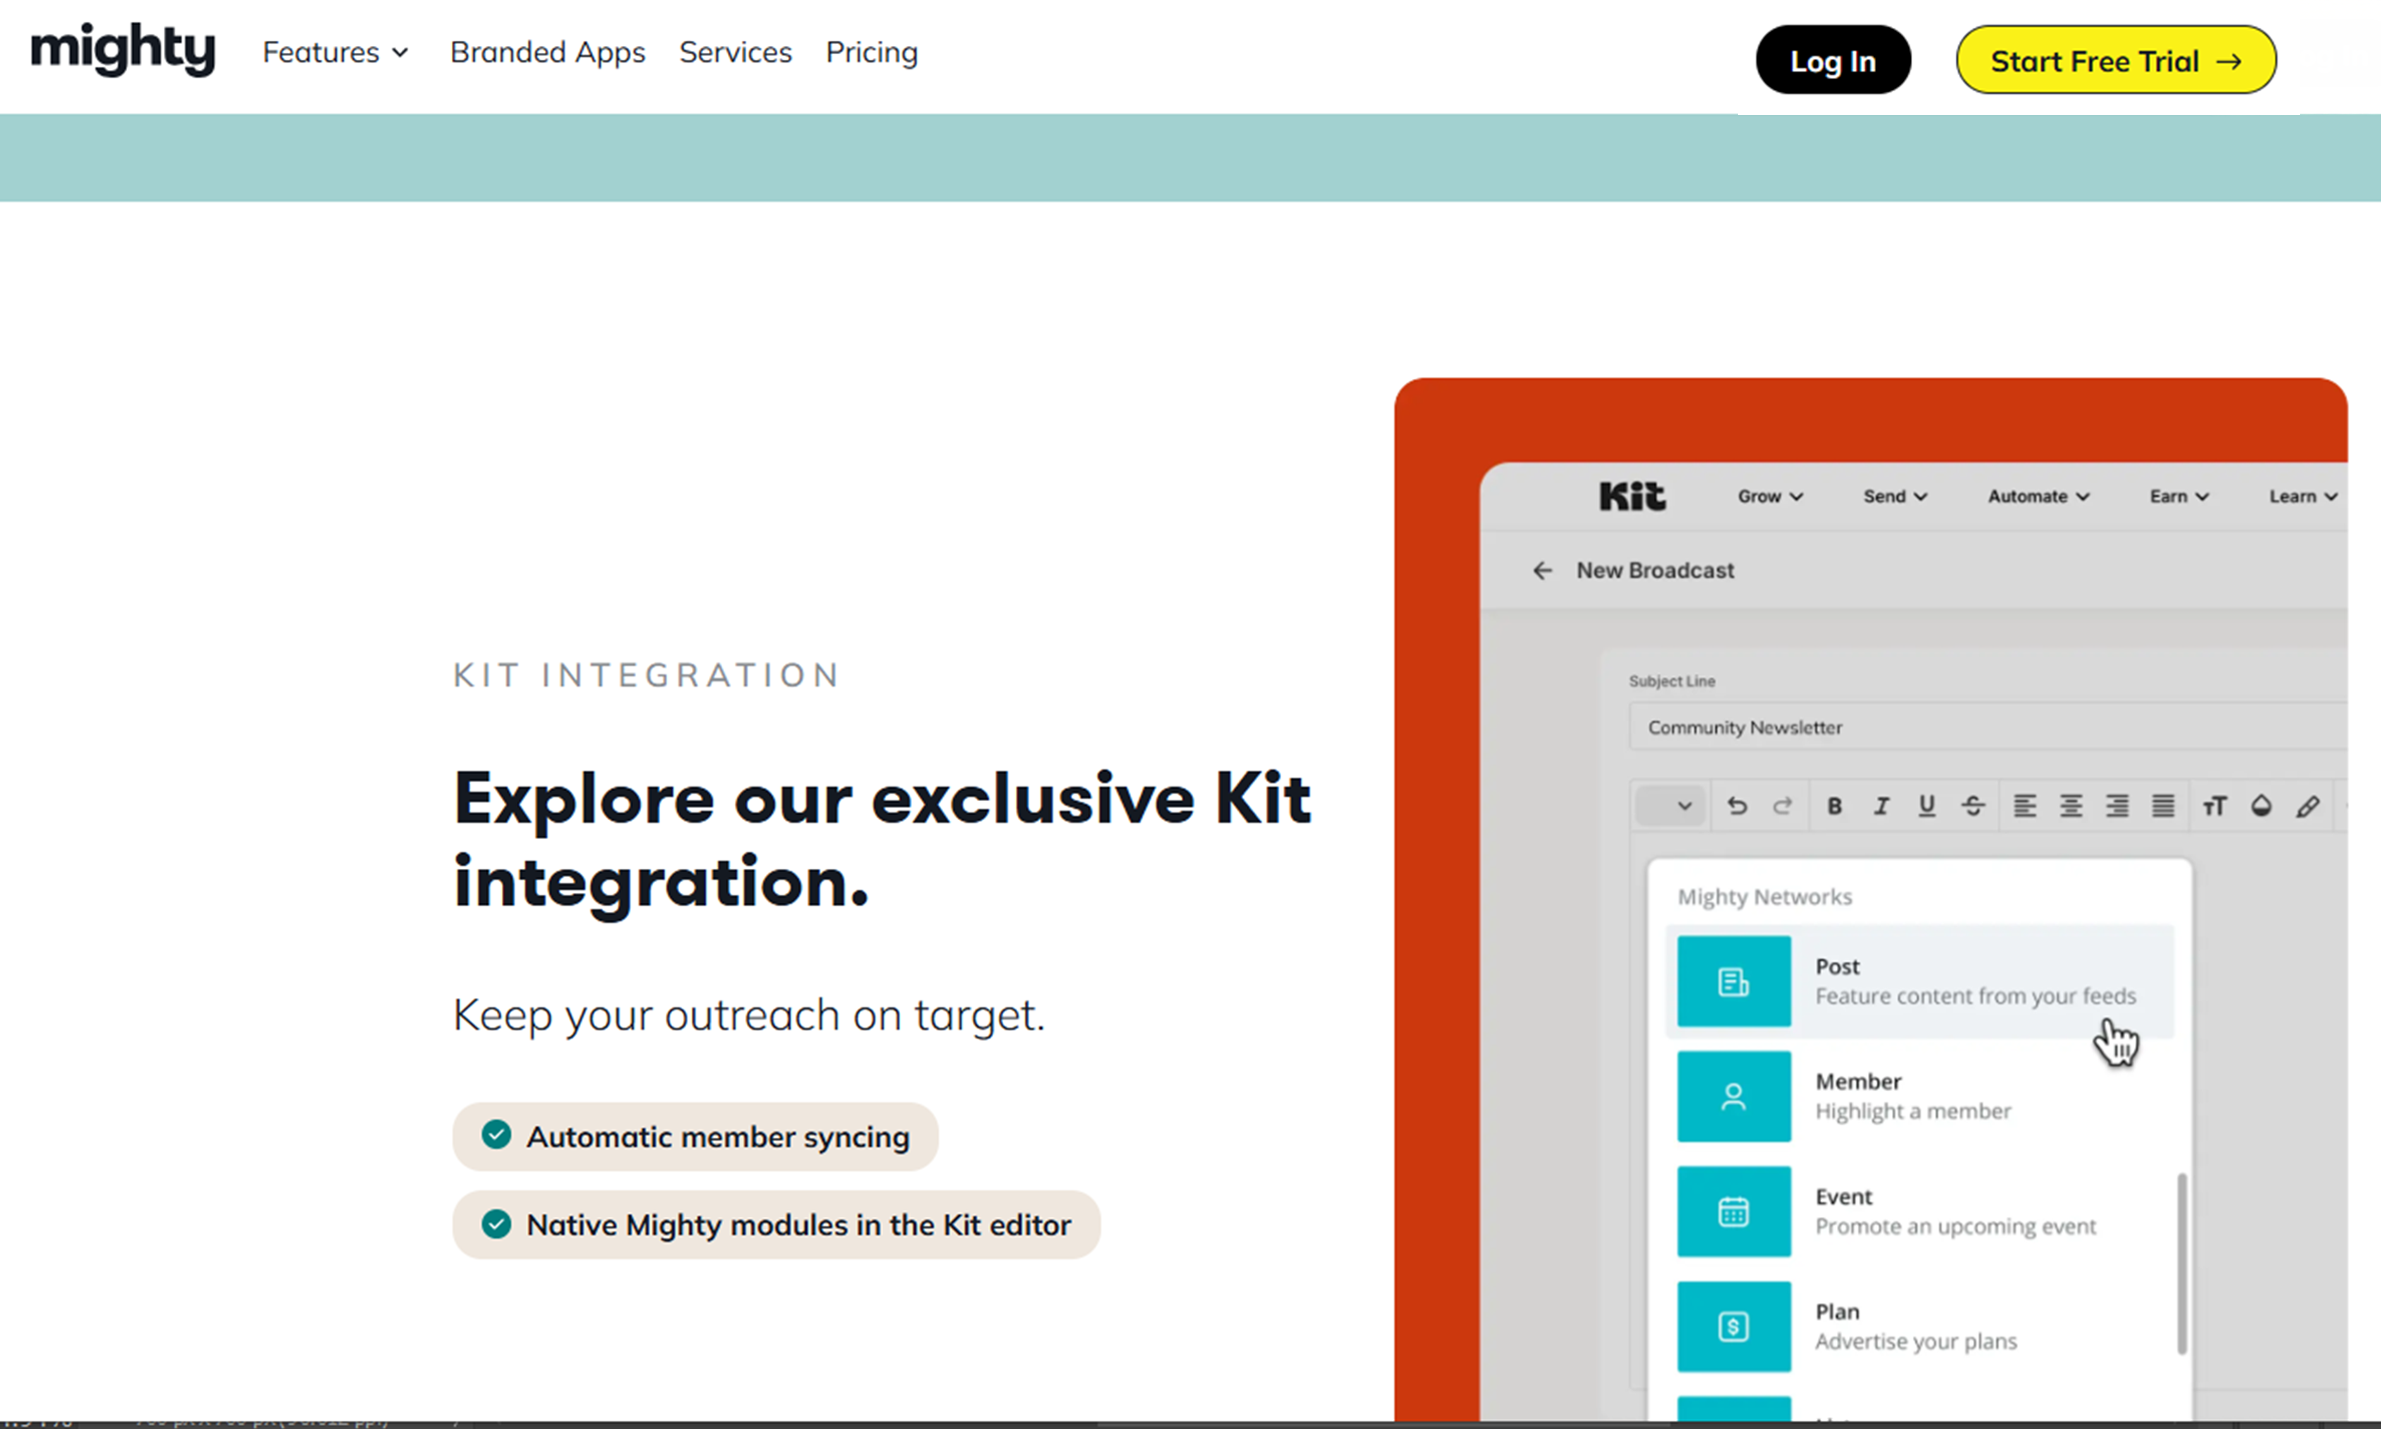 mighty Features Branded Apps Services Pricing Log In Start Free Trial →
KIT INTEGRATION
Explore our exclusive Kit
integration.
Keep your outreach on target.
Automatic member syncing
Native Mighty modules in the Kit editor
Kit Grow Send Automate Earn Learn
New Broadcast
Subject Line
Community Newsletter
B I U S TT
Mighty Networks
Post
Feature content from your feeds
Member
Highlight a member
Event
Promote an upcoming event
Plan
Advertise your plans